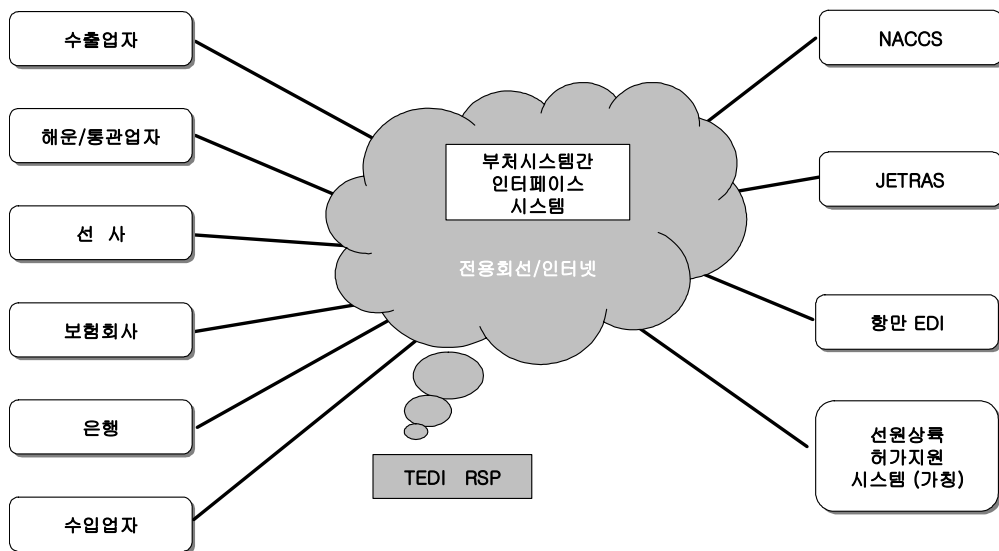 수출업자
해운/통관업자
선 사
보험회사
은행
수입업자
부처시스템간
인터페이스
시스템
전용회선/인터넷
TEDI RSP
NACCS
JETRAS
항만 EDI
선원상륙
허가지원
시스템 (가칭)